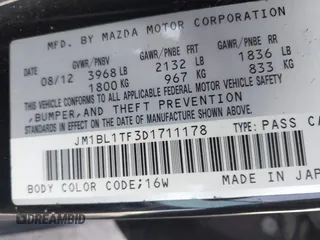 MFD. BY MAZDA MOTOR CORPORATION
GVWR/PNBV GAWR/PNBE FRT GAWR/PNBE RR
08/12 3968 LB 2132 LB 1836 LB
1800 KG 967 KG 833 KG
THIS VEHICLE CONFORMS TO ALL APPLICABLE FEDERAL MOTOR VEHICLE SAFETY
, BUMPER, AND THEFT PREVENTION
STANDARDS IN EFFECT ON THE DATE OF MANUFACTURE SHOWN ABOVE.
JM1BL1TF3D1711178 TYPE: PASS CA
BODY COLOR CODE;16W MADE IN JAP
DREAMBID